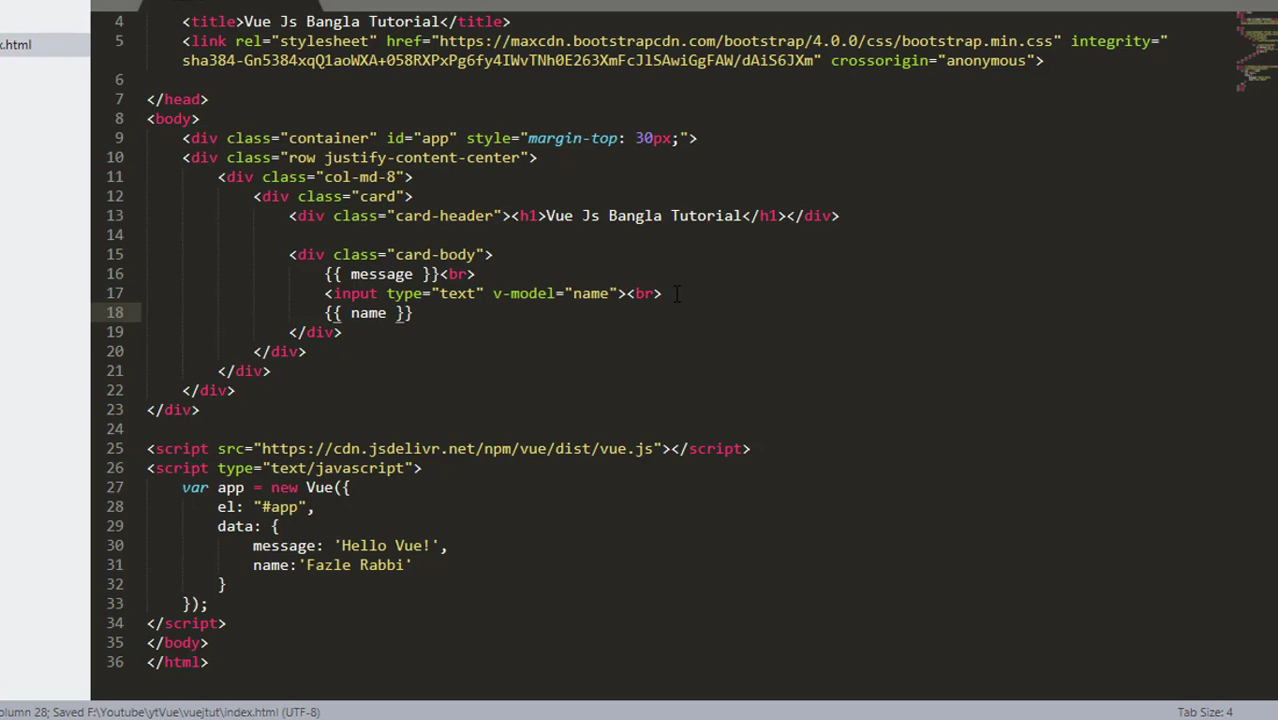 x.html
4 <title>Vue Js Bangla Tutorial</title>
5 <link rel="stylesheet" href="https://maxcdn.bootstrapcdn.com/bootstrap/4.0.0/css/bootstrap.min.css" integrity="
sha384-Gn5384xqQ1aoWXA+058RXPxPg6fy4IWvTNh0E263XmFcJlSAwiGgFAW/dAiS6JXm" crossorigin="anonymous">
6
7 </head>
8 <body>
9 <div class="container" id="app" style="margin-top: 30px;">
10 <div class="row justify-content-center">
11 <div class="col-md-8">
12 <div class="card">
13 <div class="card-header"><h1>Vue Js Bangla Tutorial</h1></div>
14
15 <div class="card-body">
16 {{ message }}<br>
17 <input type="text" v-model="name"><br>
18 {{ name }}
19 </div>
20 </div>
21 </div>
22 </div>
23 </div>
24
25 <script src="https://cdn.jsdelivr.net/npm/vue/dist/vue.js"></script>
26 <script type="text/javascript">
27 var app = new Vue({
28 el: "#app",
29 data: {
30 message: 'Hello Vue!',
31 name:'Fazle Rabbi'
32 }
33 });
34 </script>
35 </body>
36 </html>
olumn 28; Saved F:\Youtube\ytVue\vuejtut\index.html (UTF-8) Tab Size: 4